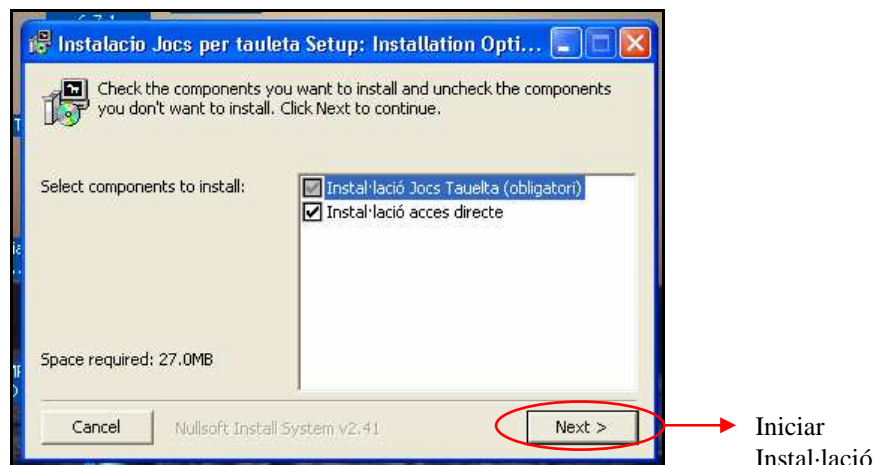 Instalacio Jocs per tauleta Setup: Installation Opti...
Check the components you want to install and uncheck the components
you don't want to install. Click Next to continue.
Select components to install:
Instal·lació Jocs Tauelta (obligatori)
Instal·lació acces directe
Space required: 27.0MB
Cancel
Nullsoft Install System v2.41
Next >
Iniciar
Instal·lació